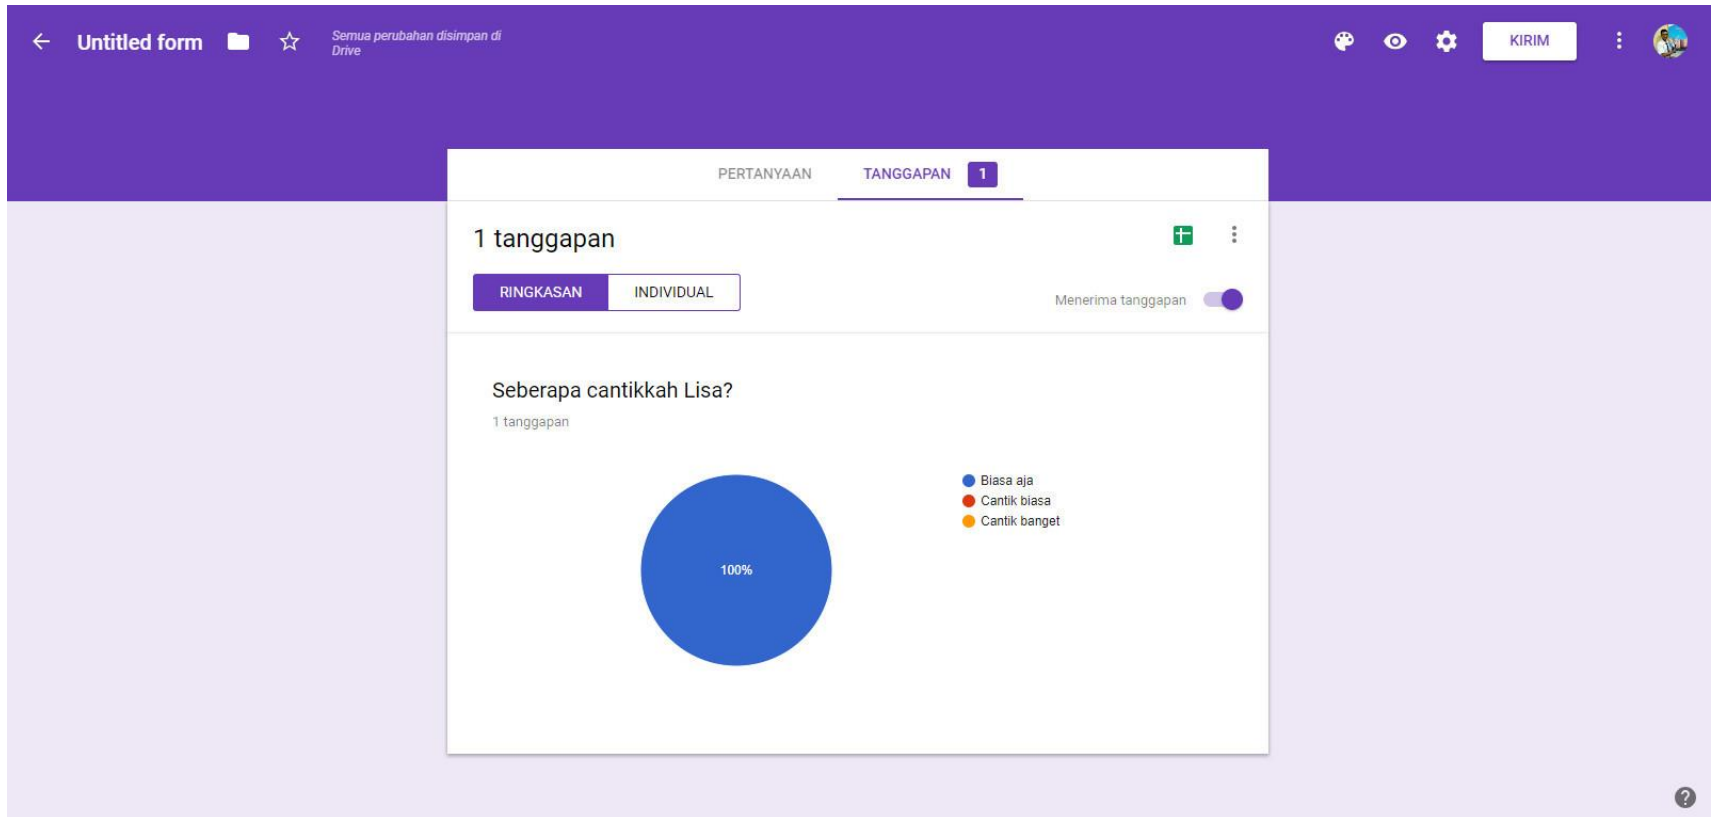 Untitled form
Semua perubahan disimpan di
Drive
KIRIM
PERTANYAAN
TANGGAPAN 1
1 tanggapan
RINGKASAN
INDIVIDUAL
Menerima tanggapan
Seberapa cantikkah Lisa?
1 tanggapan
Biasa aja
Cantik biasa
Cantik banget
100%